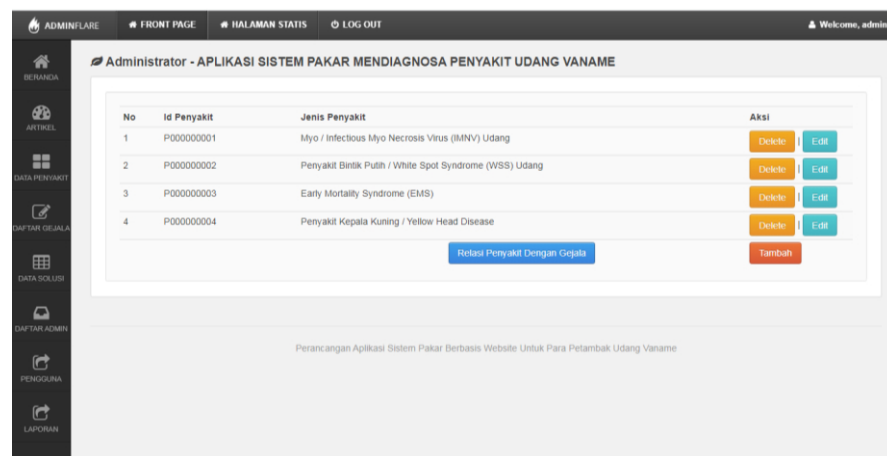 ADMINFLARE FRONT PAGE HALAMAN STATIS LOG OUT Welcome, admin
BERANDA
ARTIKEL
DATA PENYAKIT
DAFTAR GEJALA
DATA SOLUSI
DAFTAR ADMIN
PENGGUNA
LAPORAN
Administrator - APLIKASI SISTEM PAKAR MENDIAGNOSA PENYAKIT UDANG VANAME
No Id Penyakit Jenis Penyakit Aksi
1 P000000001 Myo / Infectious Myo Necrosis Virus (IMNV) Udang Delete | Edit
2 P000000002 Penyakit Bintik Putih / White Spot Syndrome (WSS) Udang Delete | Edit
3 P000000003 Early Mortality Syndrome (EMS) Delete | Edit
4 P000000004 Penyakit Kepala Kuning / Yellow Head Disease Delete | Edit
Relasi Penyakit Dengan Gejala Tambah
Perancangan Aplikasi Sistem Pakar Berbasis Website Untuk Para Petambak Udang Vaname